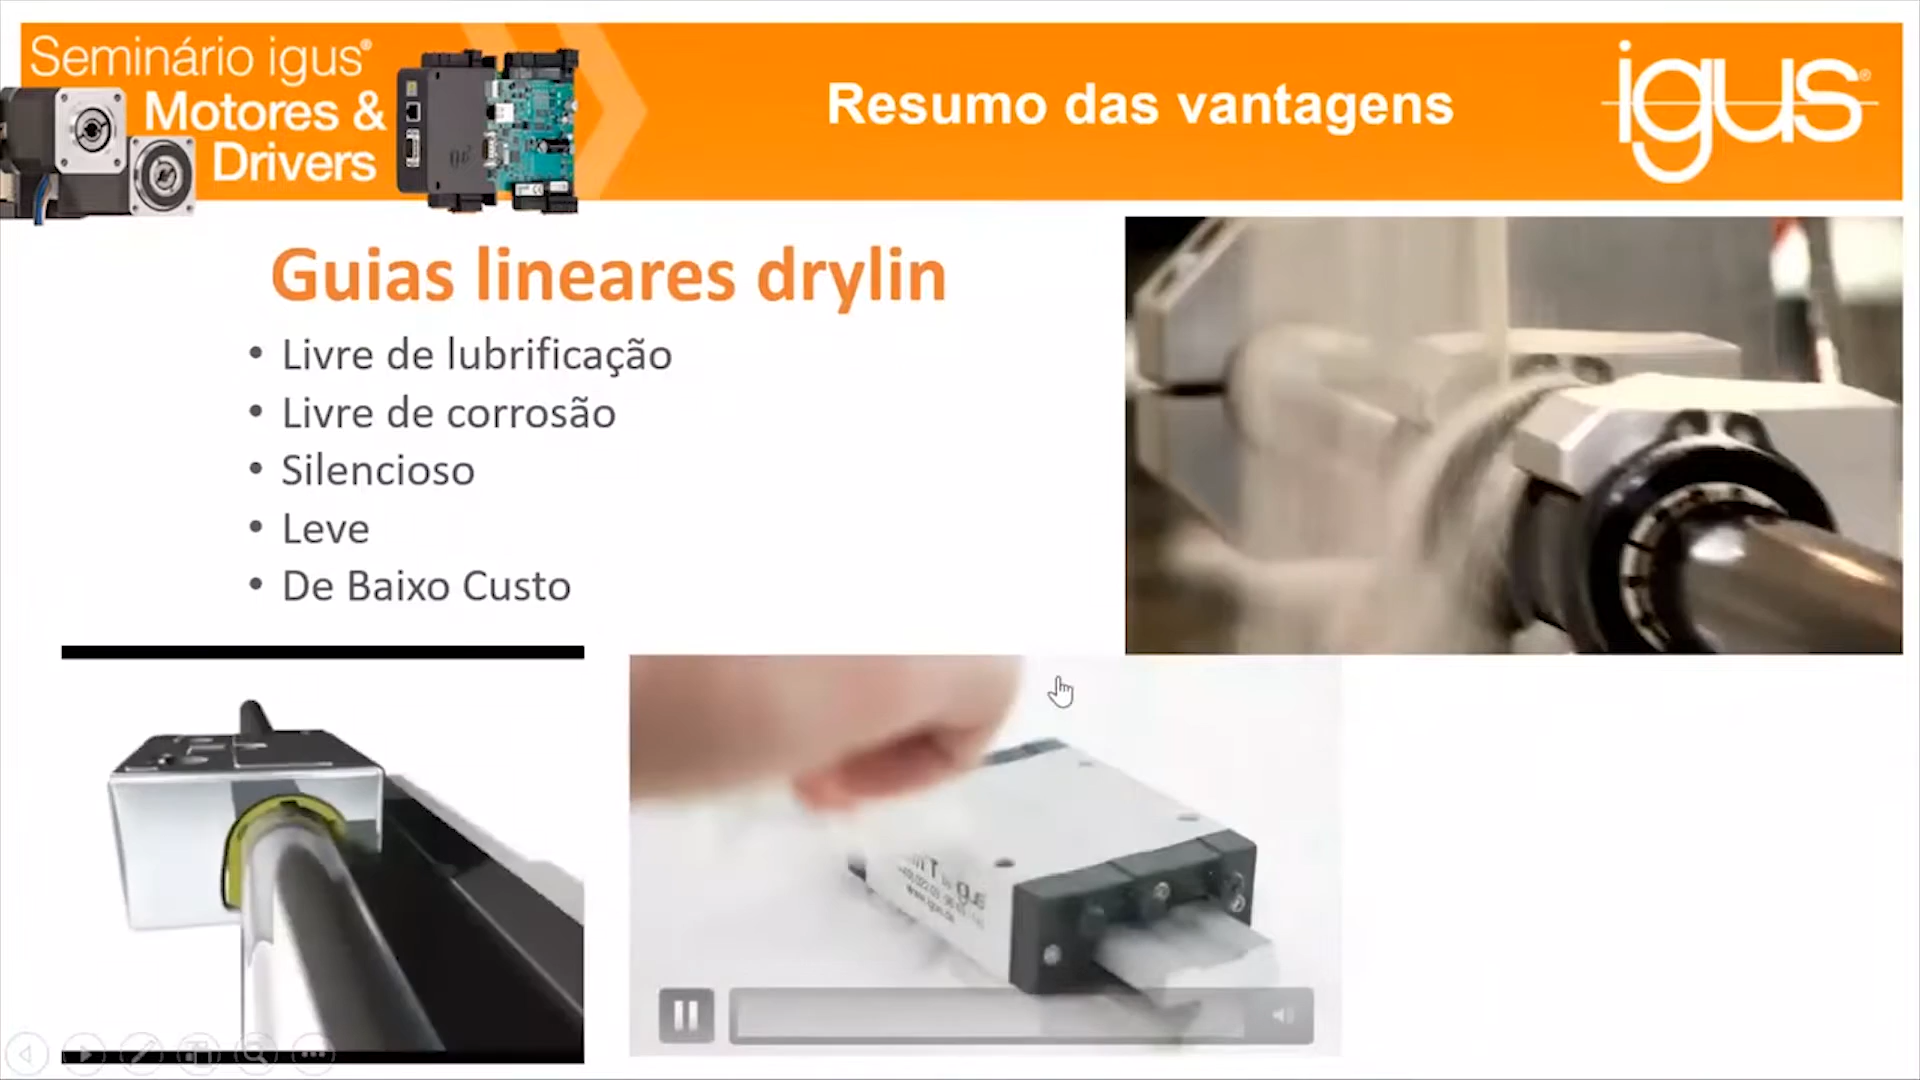 Seminário igus®
Motores &
Drivers
Resumo das vantagens
igus®
Guias lineares drylin
• Livre de lubrificação
• Livre de corrosão
• Silencioso
• Leve
• De Baixo Custo
igus